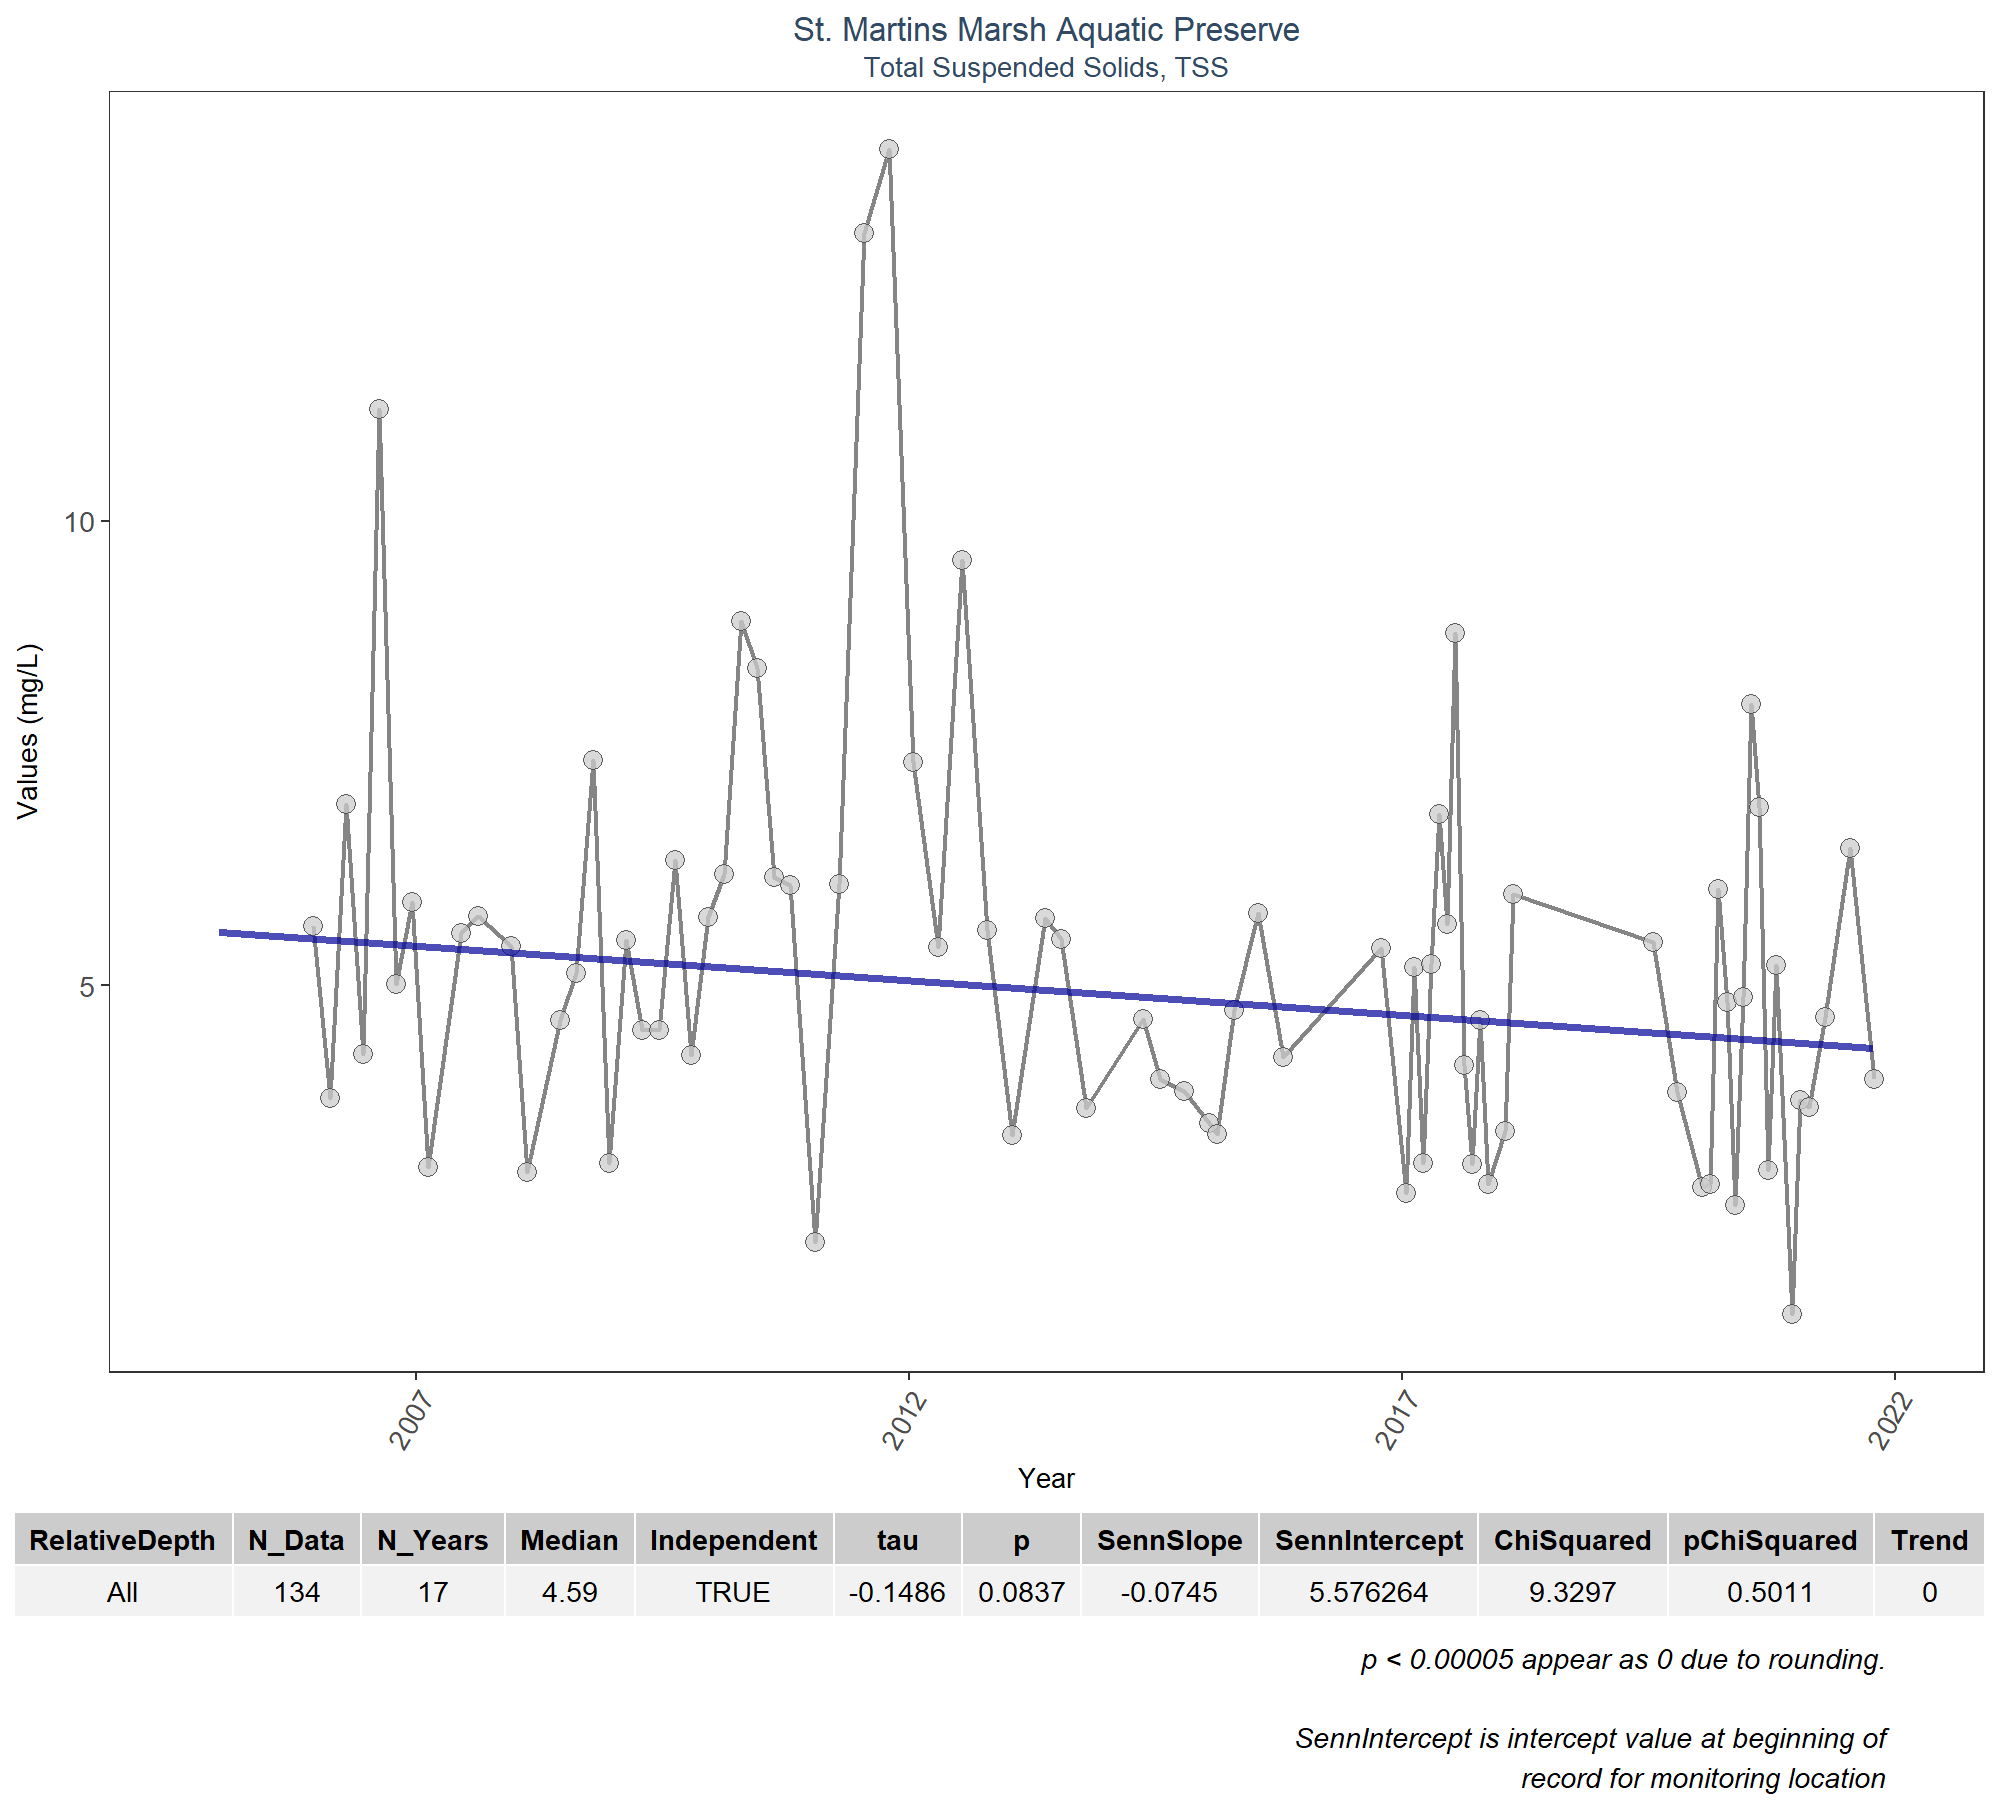 St. Martins Marsh Aquatic Preserve
Total Suspended Solids, TSS
Values (mg/L)
10
5
2007 2012 2017 2022
Year
RelativeDepth N_Data N_Years Median Independent tau p SennSlope SennIntercept ChiSquared pChiSquared Trend
All 134 17 4.59 TRUE -0.1486 0.0837 -0.0745 5.576264 9.3297 0.5011 0
p < 0.00005 appear as 0 due to rounding.
SennIntercept is intercept value at beginning of
record for monitoring location